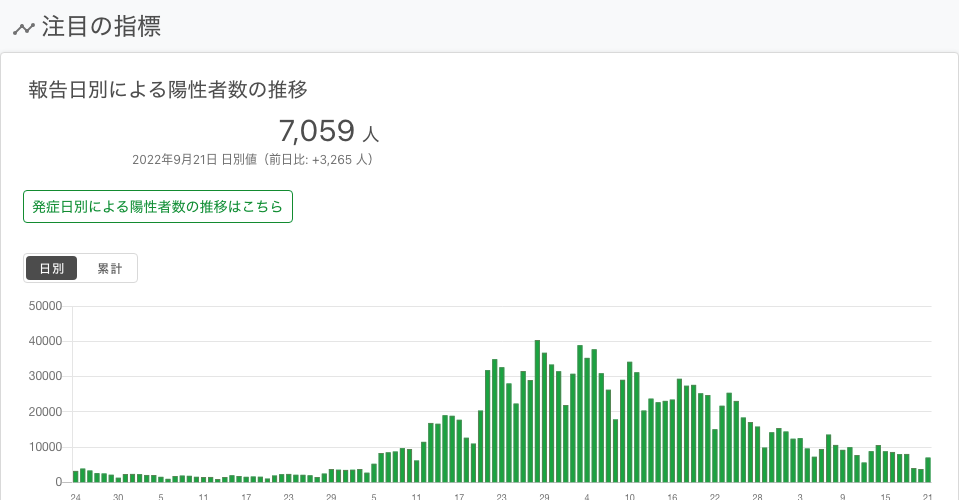 注目の指標
報告日別による陽性者数の推移
7,059 人
2022年9月21日 日別値（前日比: +3,265 人）
発症日別による陽性者数の推移はこちら
日別 累計
50000
40000
30000
20000
10000
0
24 30 5 11 17 23 29 5 11 17 23 29 4 10 16 22 28 3 9 15 21